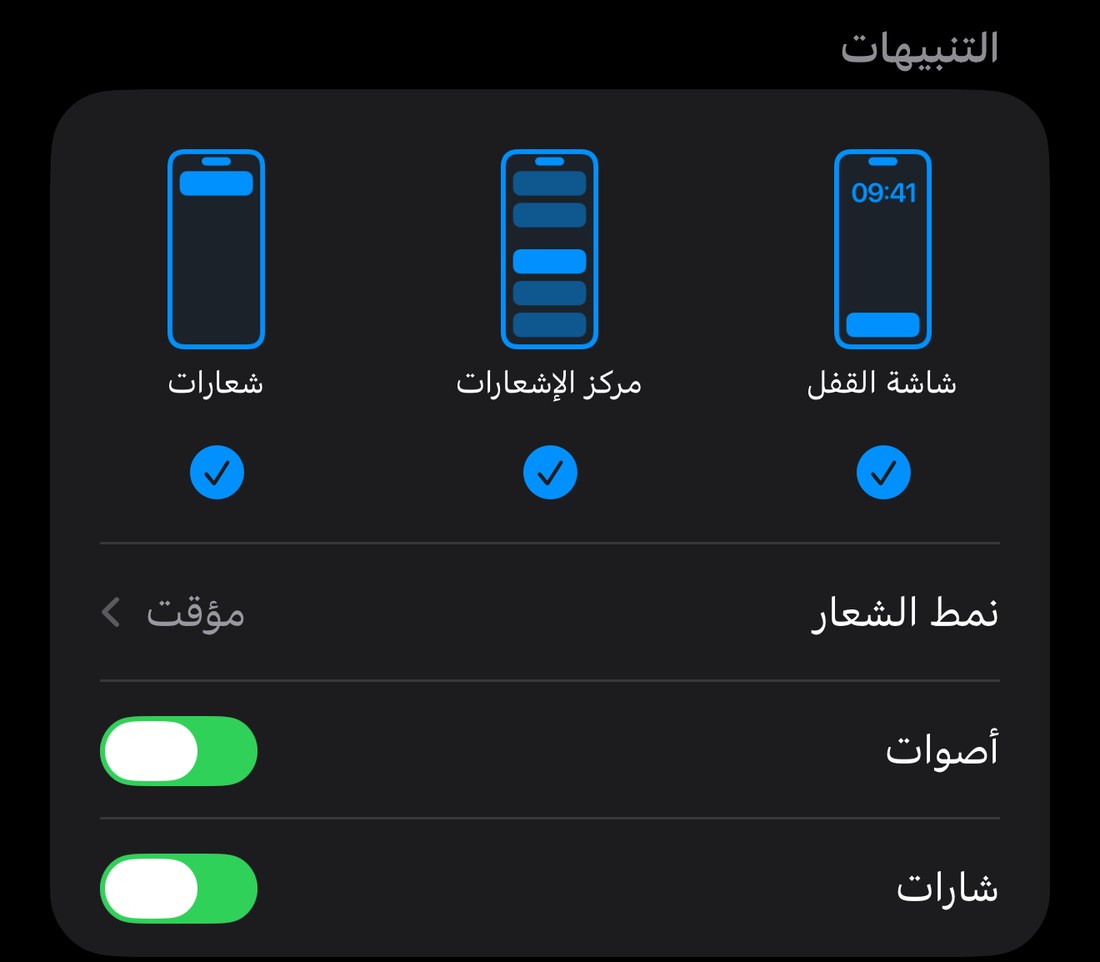 التنبيهات
09:41
شاشة القفل
مركز الإشعارات
شعارات
نمط الشعار
مؤقت
أصوات
شارات